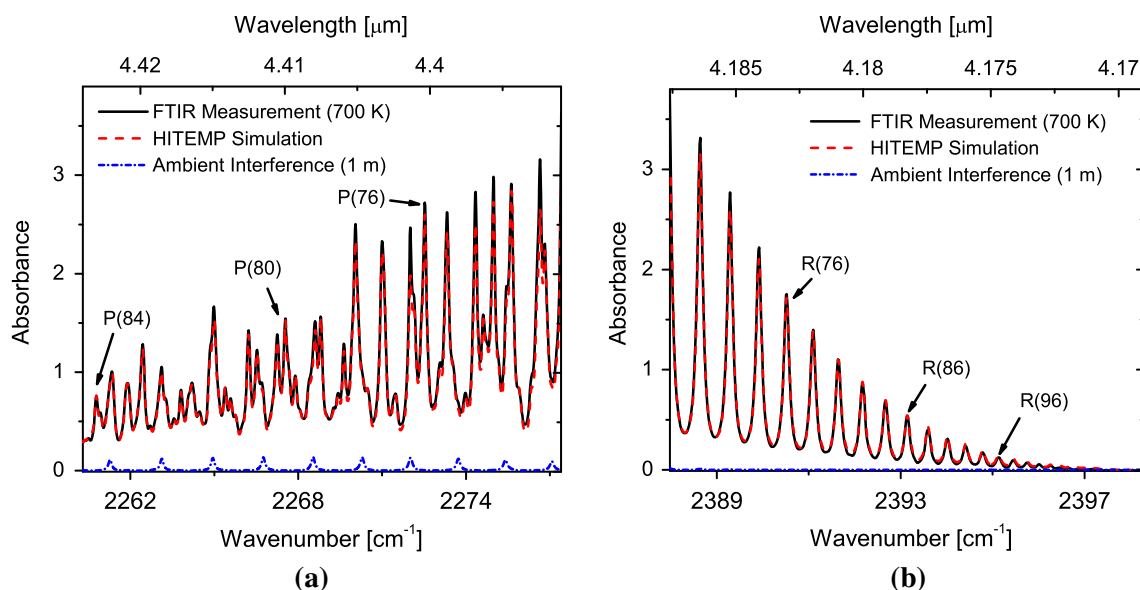 Wavelength [μm]
4.42 4.41 4.4
FTIR Measurement (700 K)
HITEMP Simulation
Ambient Interference (1 m)
P(76)
P(80)
P(84)
Absorbance
3
2
1
0
2262 2268 2274
Wavenumber [cm⁻¹]
(a)
Wavelength [μm]
4.185 4.18 4.175 4.17
FTIR Measurement (700 K)
HITEMP Simulation
Ambient Interference (1 m)
R(76)
R(86)
R(96)
Absorbance
3
2
1
0
2389 2393 2397
Wavenumber [cm⁻¹]
(b)